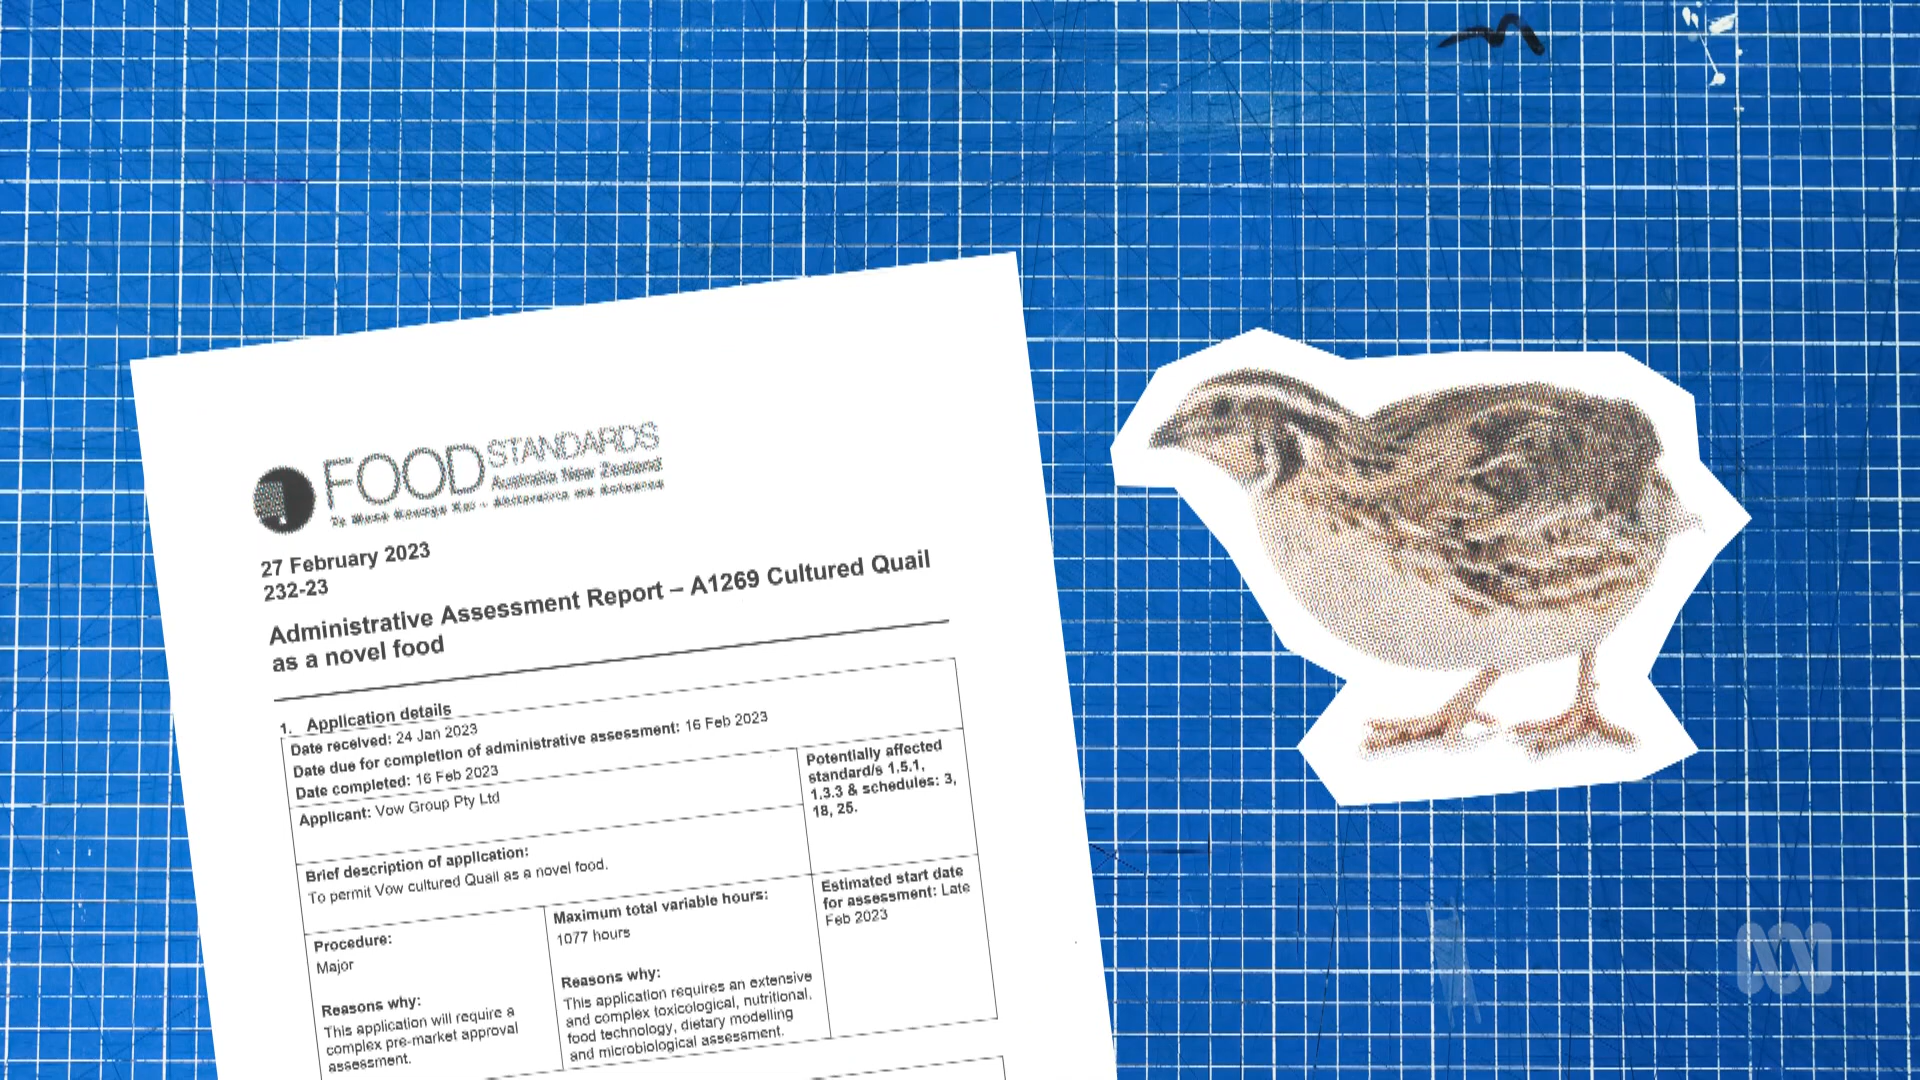 FOOD STANDARDS
Australia New Zealand
27 February 2023
232-23
Administrative Assessment Report – A1269 Cultured Quail
as a novel food
1. Application details
Date received: 24 Jan 2023
Date due for completion of administrative assessment: 16 Feb 2023
Date completed: 16 Feb 2023
Applicant: Vow Group Pty Ltd
Potentially affected
standard/s 1.5.1,
1.3.3 & schedules: 3,
18, 25.
Brief description of application:
To permit Vow cultured Quail as a novel food.
Procedure:
Major
Reasons why:
This application will require a
complex pre-market approval
assessment.
Maximum total variable hours:
1077 hours
Reasons why:
This application requires an extensive
and complex toxicological, nutritional,
food technology, dietary modelling
and microbiological assessment.
Estimated start date
for assessment: Late
Feb 2023